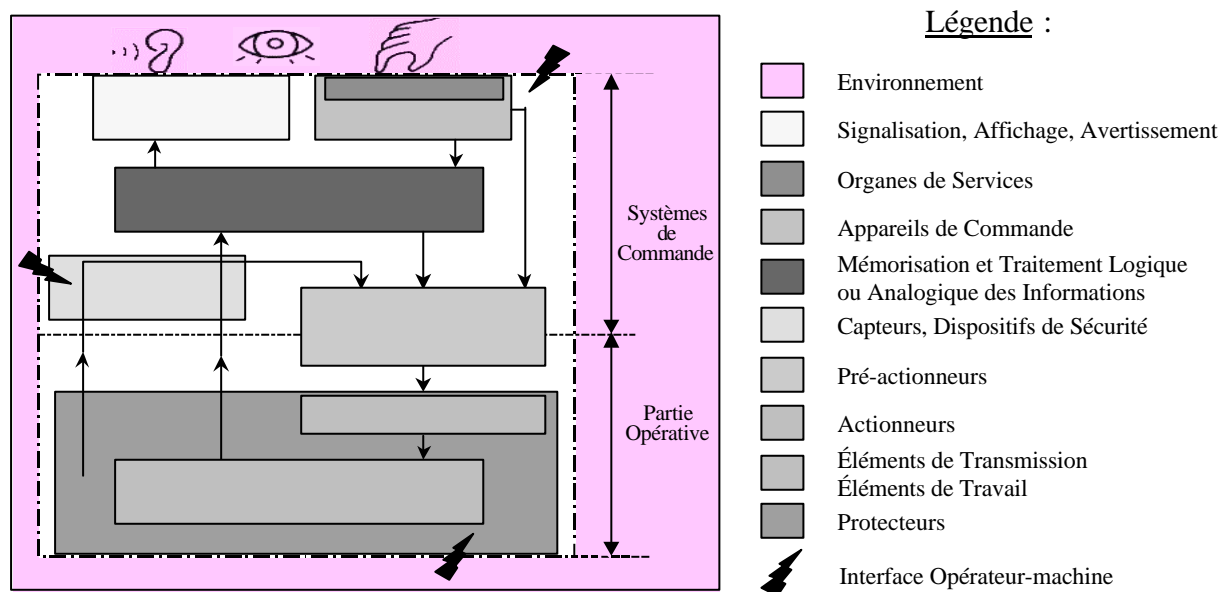 Systèmes
de
Commande
Partie
Opérative
Légende :
Environnement
Signalisation, Affichage, Avertissement
Organes de Services
Appareils de Commande
Mémorisation et Traitement Logique
ou Analogique des Informations
Capteurs, Dispositifs de Sécurité
Pré-actionneurs
Actionneurs
Éléments de Transmission
Éléments de Travail
Protecteurs
Interface Opérateur-machine